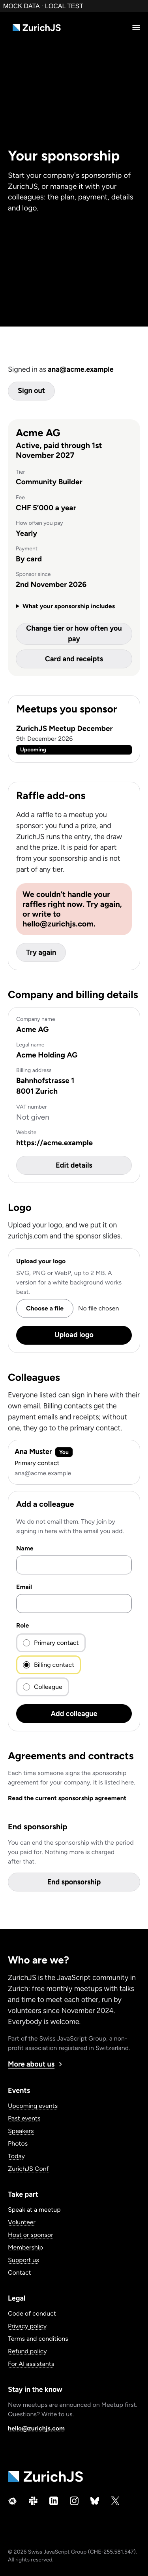 MOCK DATA · LOCAL TEST
ZurichJS
Your sponsorship
Start your company's sponsorship of
ZurichJS, or manage it with your
colleagues: the plan, payment, details
and logo.
Signed in as ana@acme.example
Sign out
Acme AG
Active, paid through 1st
November 2027
Tier
Community Builder
Fee
CHF 5'000 a year
How often you pay
Yearly
Payment
By card
Sponsor since
2nd November 2026
What your sponsorship includes
Change tier or how often you
pay
Card and receipts
Meetups you sponsor
ZurichJS Meetup December
9th December 2026
Upcoming
Raffle add-ons
Add a raffle to a meetup you
sponsor: you fund a prize, and
ZurichJS runs the entry, the draw
and the prize. It is paid apart
from your sponsorship and is not
part of any tier.
We couldn't handle your
raffles right now. Try again,
or write to
hello@zurichjs.com.
Try again
Company and billing details
Company name
Acme AG
Legal name
Acme Holding AG
Billing address
Bahnhofstrasse 1
8001 Zurich
VAT number
Not given
Website
https://acme.example
Edit details
Logo
Upload your logo, and we put it on
zurichjs.com and the sponsor slides.
Upload your logo
SVG, PNG or WebP, up to 2 MB. A
version for a white background works
best.
Choose a file
No file chosen
Upload logo
Colleagues
Everyone listed can sign in here with their
own email. Billing contacts get the
payment emails and receipts; without
one, they go to the primary contact.
Ana Muster You
Primary contact
ana@acme.example
Add a colleague
We do not email them. They join by
signing in here with the email you add.
Name
Email
Role
Primary contact
Billing contact
Colleague
Add colleague
Agreements and contracts
Each time someone signs the sponsorship
agreement for your company, it is listed here.
Read the current sponsorship agreement
End sponsorship
You can end the sponsorship with the period
you paid for. Nothing more is charged
after that.
End sponsorship
Who are we?
ZurichJS is the JavaScript community in
Zurich: free monthly meetups with talks
and time to meet each other, run by
volunteers since November 2024.
Everybody is welcome.
Part of the Swiss JavaScript Group, a non-
profit association registered in Switzerland.
More about us
Events
Upcoming events
Past events
Speakers
Photos
Today
ZurichJS Conf
Take part
Speak at a meetup
Volunteer
Host or sponsor
Membership
Support us
Contact
Legal
Code of conduct
Privacy policy
Terms and conditions
Refund policy
For AI assistants
Stay in the know
New meetups are announced on Meetup first.
Questions? Write to us.
hello@zurichjs.com
ZurichJS
© 2026 Swiss JavaScript Group (CHE-255.581.547).
All rights reserved.